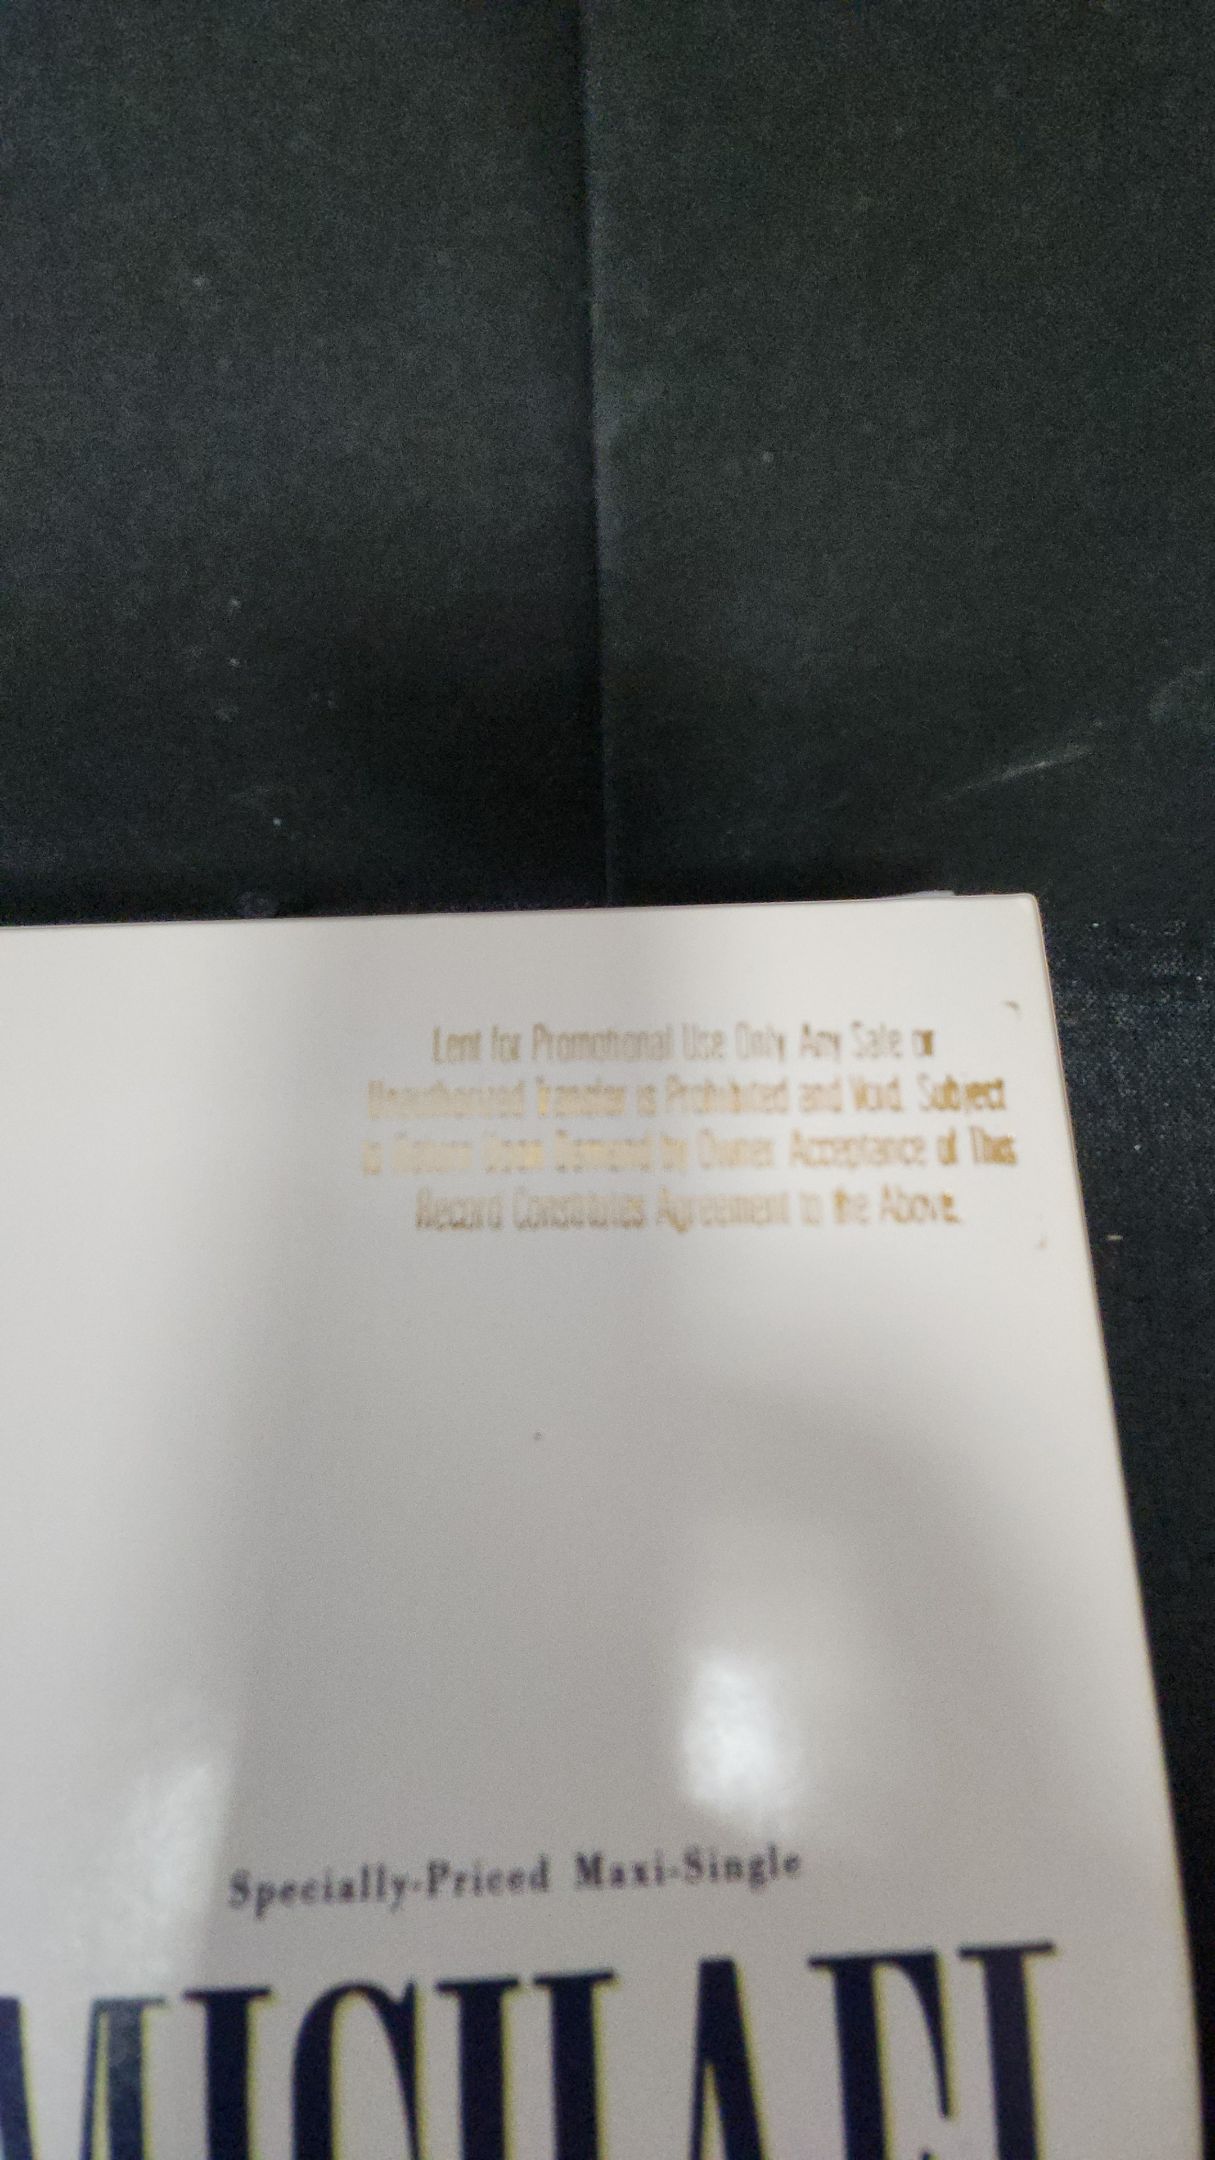 Lent for Promotional Use Only. Any Sale or
Unauthorized Transfer is Prohibited and Void. Subject
to Return Upon Demand by Owner. Acceptance of This
Record Constitutes Agreement to the Above.
Specially-Priced Maxi-Single
MICHAEL